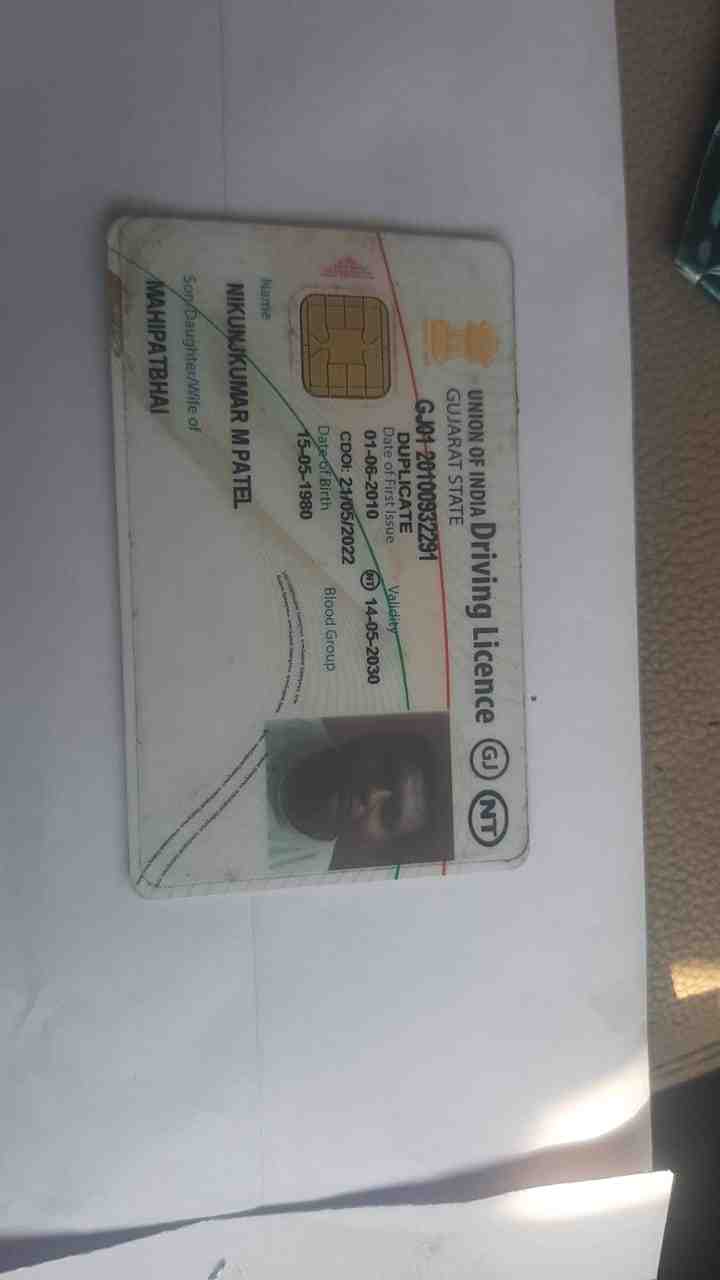 UNION OF INDIA Driving Licence GJ NT
GUJARAT STATE
GJ01 20100932291
DUPLICATE
Date of First Issue Validity
01-06-2010 NT 14-05-2030
CDOI: 21/05/2022
Date of Birth Blood Group
15-05-1980
Name
NIKUNJKUMAR M PATEL
Son/Daughter/Wife of
MAHIPATBHAI